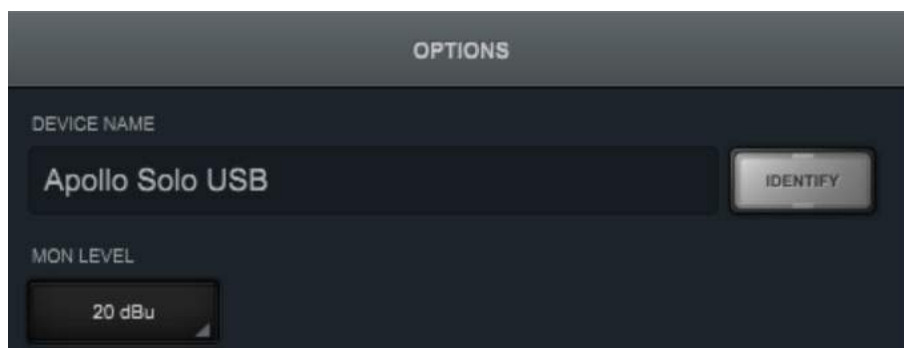 OPTIONS
DEVICE NAME
Apollo Solo USB
IDENTIFY
MON LEVEL
20 dBu